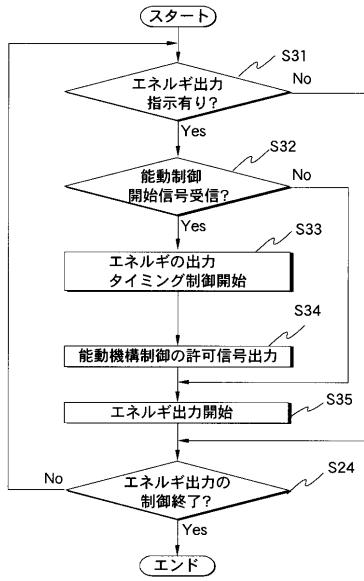 スタート
S31
エネルギ出力
指示有り?
No
Yes
S32
能動制御
開始信号受信?
No
Yes
S33
エネルギの出力
タイミング制御開始
S34
能動機構制御の許可信号出力
S35
エネルギ出力開始
S24
エネルギ出力の
制御終了?
No
Yes
エンド